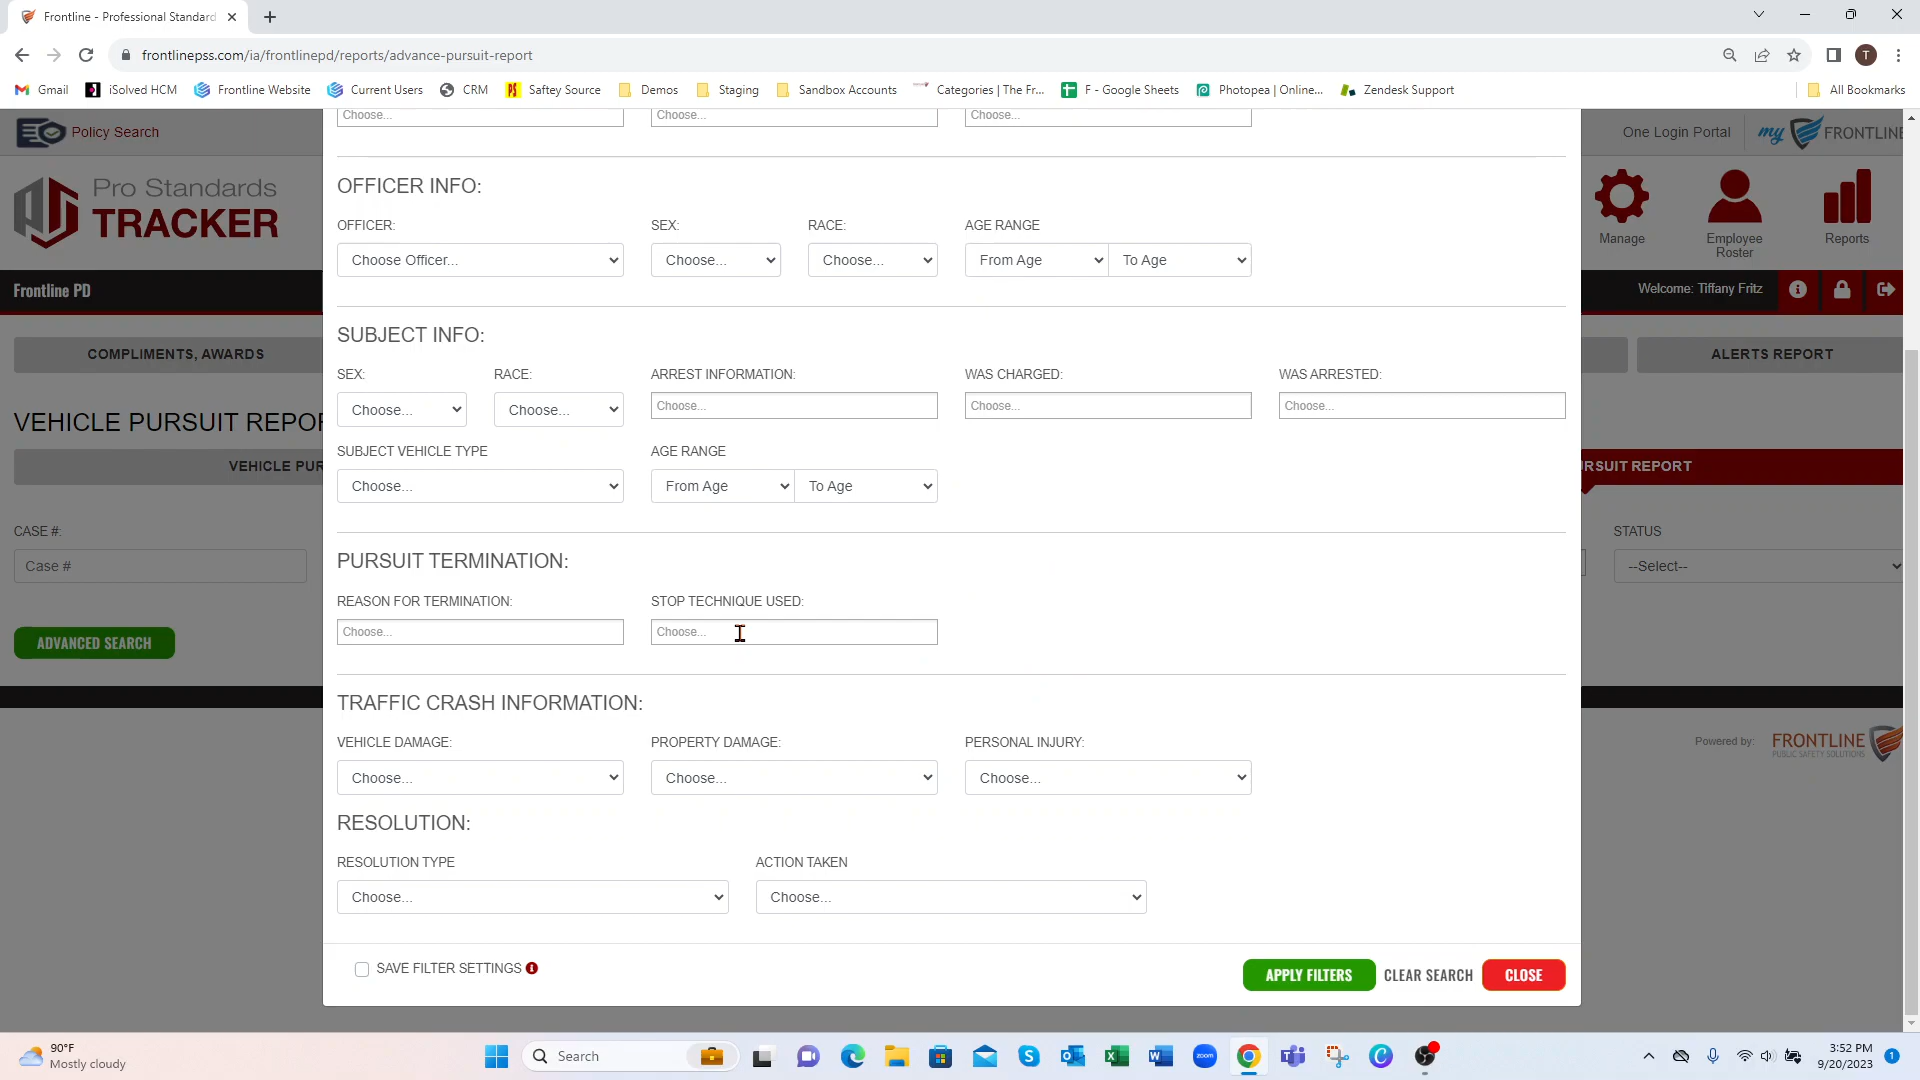 Frontline - Professional Standard
frontlinepss.com/ia/frontlinepd/reports/advance-pursuit-report
T
Gmail iSolved HCM Frontline Website Current Users CRM Saftey Source Demos Staging Sandbox Accounts Categories | The Fr... F - Google Sheets Photopea | Online... Zendesk Support All Bookmarks
Policy Search
Choose... Choose... Choose...
One Login Portal my FRONTLINE
Pro Standards
TRACKER
Manage Employee Roster Reports
Frontline PD
Welcome: Tiffany Fritz
COMPLIMENTS, AWARDS
ALERTS REPORT
VEHICLE PURSUIT REPOR
VEHICLE PUR
RSUIT REPORT
CASE #:
Case #
STATUS
--Select--
ADVANCED SEARCH
Powered by: FRONTLINE
PUBLIC SAFETY SOLUTIONS
OFFICER INFO:
OFFICER: SEX: RACE: AGE RANGE
Choose Officer... Choose... Choose... From Age To Age
SUBJECT INFO:
SEX: RACE: ARREST INFORMATION: WAS CHARGED: WAS ARRESTED:
Choose... Choose... Choose... Choose... Choose...
SUBJECT VEHICLE TYPE AGE RANGE
Choose... From Age To Age
PURSUIT TERMINATION:
REASON FOR TERMINATION: STOP TECHNIQUE USED:
Choose... Choose...
TRAFFIC CRASH INFORMATION:
VEHICLE DAMAGE: PROPERTY DAMAGE: PERSONAL INJURY:
Choose... Choose... Choose...
RESOLUTION:
RESOLUTION TYPE ACTION TAKEN
Choose... Choose...
SAVE FILTER SETTINGS
APPLY FILTERS CLEAR SEARCH CLOSE
90°F
Mostly cloudy
Search
zoom
3:52 PM
9/20/2023
1